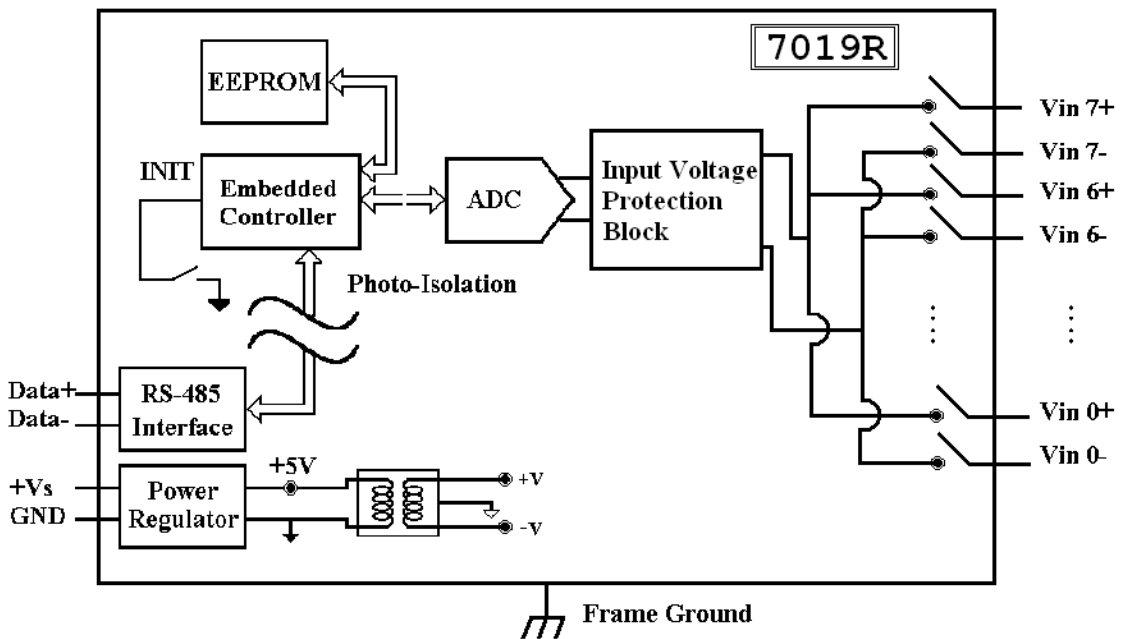 7019R
EEPROM
INIT
Embedded
Controller
ADC
Input Voltage
Protection
Block
Vin 7+
Vin 7-
Vin 6+
Vin 6-
Photo-Isolation
Data+
Data-
RS-485
Interface
Vin 0+
Vin 0-
+Vs
GND
Power
Regulator
+5V
+V
-V
Frame Ground